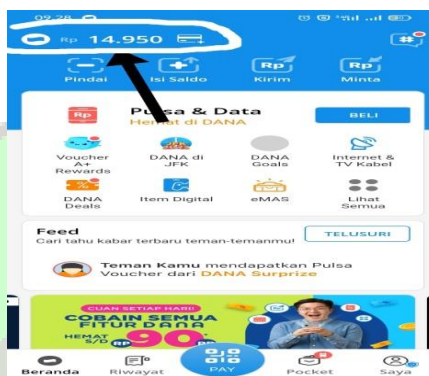 09.28
Rp 14.950
Pindai Isi Saldo Kirim Minta
Pulsa & Data
Hemat di DANA
BELI
Voucher A+ Rewards
DANA di JFK
DANA Goals
Internet & TV Kabel
DANA Deals
Item Digital
eMAS
Lihat Semua
Feed
Cari tahu kabar terbaru teman-temanmu!
TELUSURI
Teman Kamu mendapatkan Pulsa
Voucher dari DANA Surprize
CUAN SETIAP HARI!
COBAIN SEMUA
FITUR DANA
HEMAT S/D RP 90
Beranda Riwayat PAY Pocket Saya